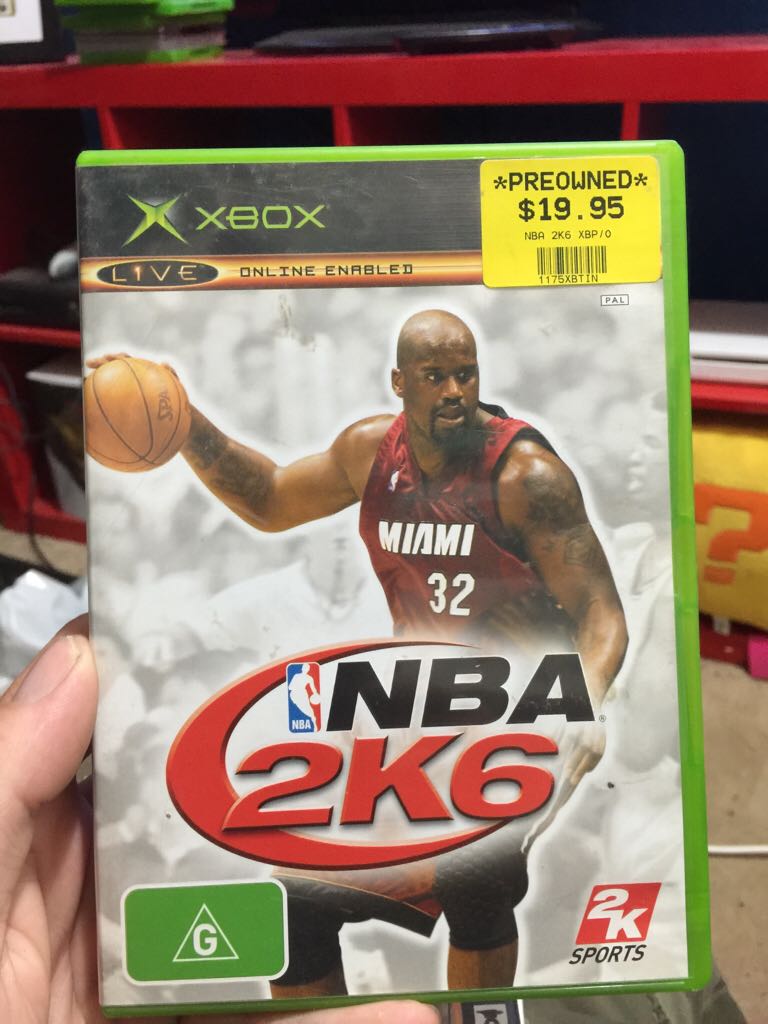 XBOX
LIVE ONLINE ENABLED
*PREOWNED*
$19.95
NBA 2K6 XBP/O
1175XBTIN
PAL
SPA
MIAMI
32
NBA
NBA®
2K6
G
2K
SPORTS